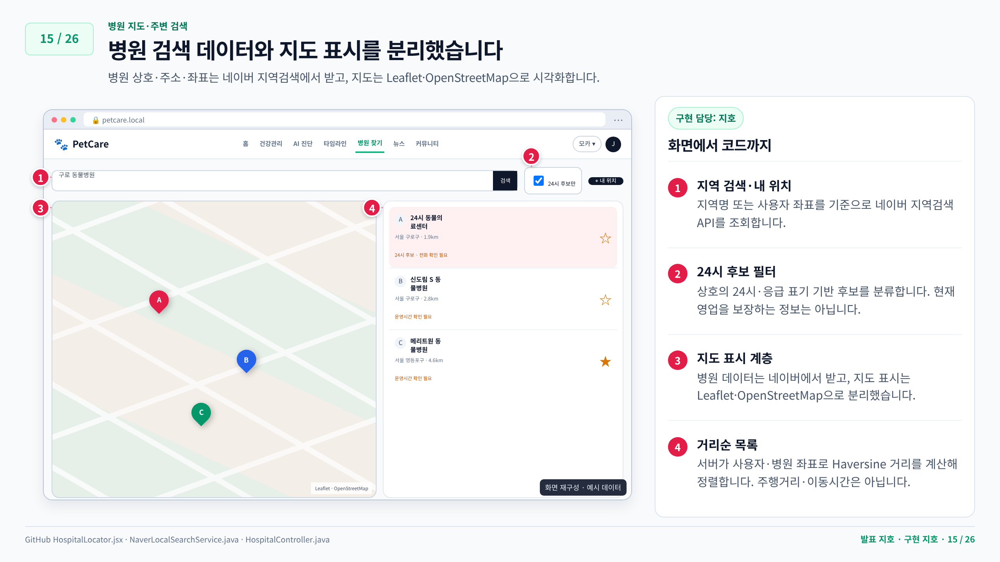 15 / 26
병원 지도·주변 검색
병원 검색 데이터와 지도 표시를 분리했습니다
병원 상호·주소·좌표는 네이버 지역검색에서 받고, 지도는 Leaflet·OpenStreetMap으로 시각화합니다.
petcare.local
...
PetCare
홈 건강관리 AI 진단 타임라인 병원 찾기 뉴스 커뮤니티
모카 ▾
J
1
구로 동물병원
검색
2
24시 후보만
⌖ 내 위치
3
A
B
C
Leaflet · OpenStreetMap
4
A
24시 동물의
료센터
서울 구로구 · 1.9km
24시 후보 · 전화 확인 필요
☆
B
신도림 S 동
물병원
서울 구로구 · 2.8km
운영시간 확인 필요
☆
C
메리트원 동
물병원
서울 영등포구 · 4.6km
운영시간 확인 필요
★
화면 재구성 · 예시 데이터
구현 담당: 지호
화면에서 코드까지
1
지역 검색·내 위치
지역명 또는 사용자 좌표를 기준으로 네이버 지역검색
API를 조회합니다.
2
24시 후보 필터
상호의 24시·응급 표기 기반 후보를 분류합니다. 현재
영업을 보장하는 정보는 아닙니다.
3
지도 표시 계층
병원 데이터는 네이버에서 받고, 지도 표시는
Leaflet·OpenStreetMap으로 분리했습니다.
4
거리순 목록
서버가 사용자·병원 좌표로 Haversine 거리를 계산해
정렬합니다. 주행거리·이동시간은 아닙니다.
GitHub HospitalLocator.jsx · NaverLocalSearchService.java · HospitalController.java
발표 지호 · 구현 지호 · 15 / 26